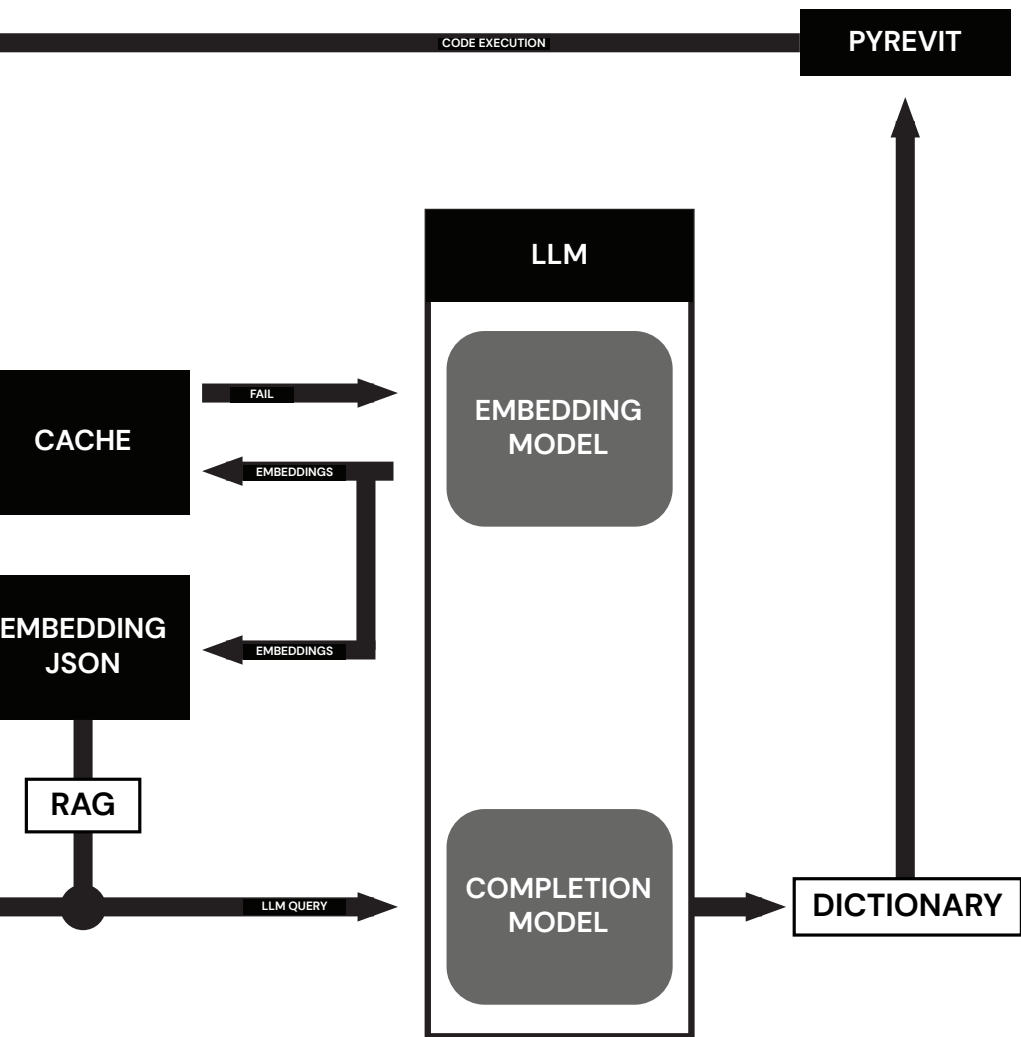 CODE EXECUTION
PYREVIT
LLM
FAIL
EMBEDDING
MODEL
CACHE
EMBEDDINGS
EMBEDDING
JSON
EMBEDDINGS
RAG
LLM QUERY
COMPLETION
MODEL
DICTIONARY